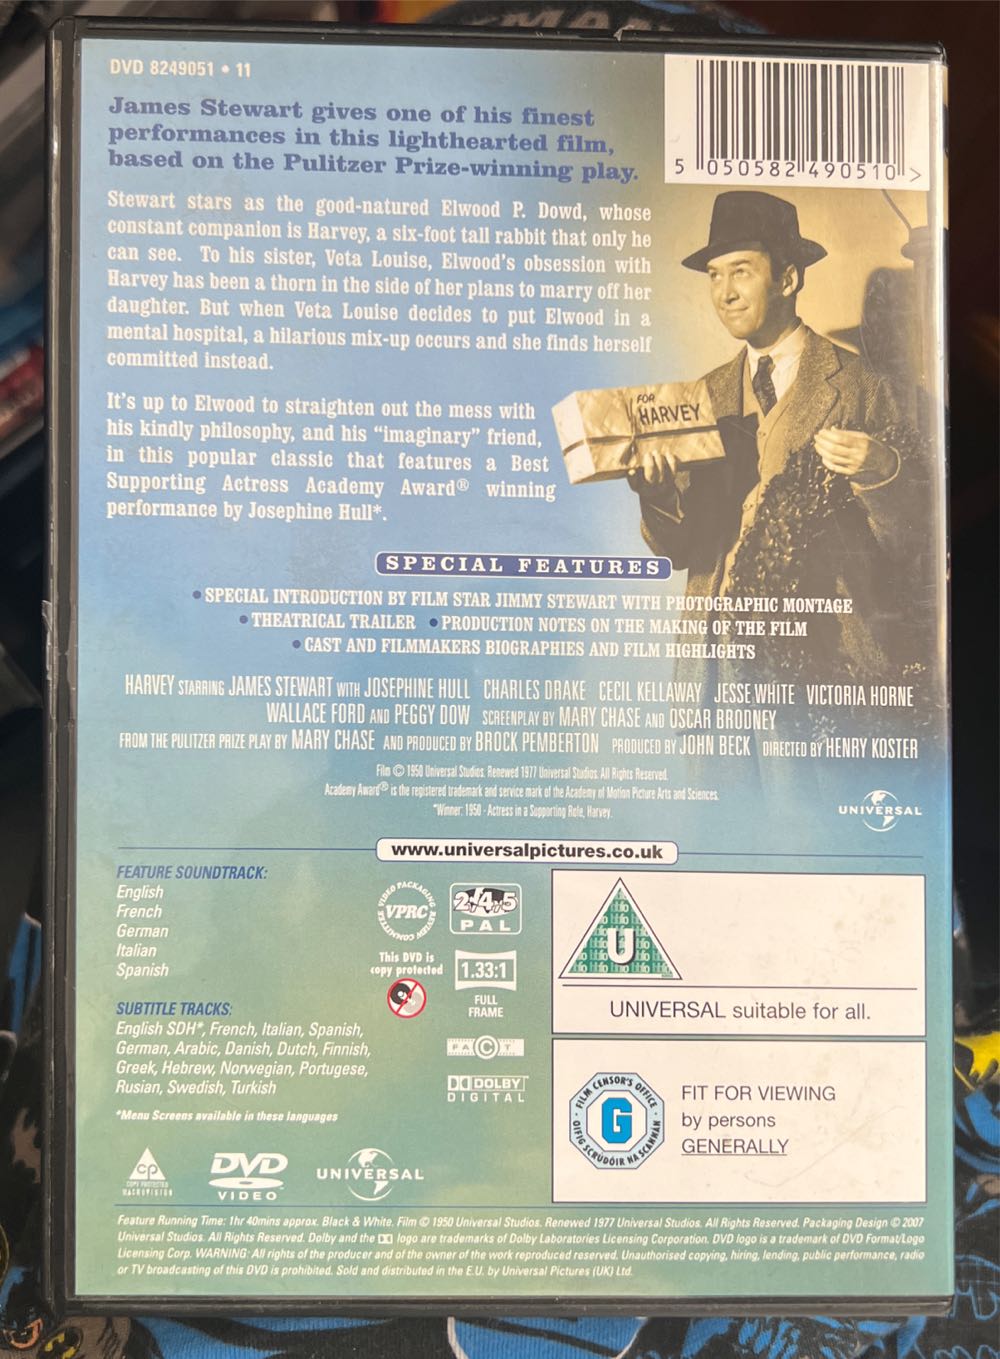 DVD 8249051 • 11
5 050582 490510 >
James Stewart gives one of his finest
performances in this lighthearted film,
based on the Pulitzer Prize-winning play.
Stewart stars as the good-natured Elwood P. Dowd, whose
constant companion is Harvey, a six-foot tall rabbit that only he
can see. To his sister, Veta Louise, Elwood's obsession with
Harvey has been a thorn in the side of her plans to marry off her
daughter. But when Veta Louise decides to put Elwood in a
mental hospital, a hilarious mix-up occurs and she finds herself
committed instead.
FOR
HARVEY
It's up to Elwood to straighten out the mess with
his kindly philosophy, and his "imaginary" friend,
in this popular classic that features a Best
Supporting Actress Academy Award® winning
performance by Josephine Hull*.
SPECIAL FEATURES
• SPECIAL INTRODUCTION BY FILM STAR JIMMY STEWART WITH PHOTOGRAPHIC MONTAGE
• THEATRICAL TRAILER • PRODUCTION NOTES ON THE MAKING OF THE FILM
• CAST AND FILMMAKERS BIOGRAPHIES AND FILM HIGHLIGHTS
HARVEY STARRING JAMES STEWART WITH JOSEPHINE HULL CHARLES DRAKE CECIL KELLAWAY JESSE WHITE VICTORIA HORNE
WALLACE FORD AND PEGGY DOW SCREENPLAY BY MARY CHASE AND OSCAR BRODNEY
FROM THE PULITZER PRIZE PLAY BY MARY CHASE AND PRODUCED BY BROCK PEMBERTON PRODUCED BY JOHN BECK DIRECTED BY HENRY KOSTER
Film © 1950 Universal Studios. Renewed 1977 Universal Studios. All Rights Reserved.
Academy Award® is the registered trademark and service mark of the Academy of Motion Picture Arts and Sciences.
*Winner: 1950 - Actress in a Supporting Role, Harvey.
UNIVERSAL
www.universalpictures.co.uk
FEATURE SOUNDTRACK:
English
French
German
Italian
Spanish
SUBTITLE TRACKS:
English SDH*, French, Italian, Spanish,
German, Arabic, Danish, Dutch, Finnish,
Greek, Hebrew, Norwegian, Portugese,
Rusian, Swedish, Turkish
*Menu Screens available in these languages
VIDEO PACKAGING REVIEW COMMITTEE
VPRC
This DVD is
copy protected
2.4.5
PAL
1.33:1
FULL
FRAME
FACT
DOLBY
DIGITAL
U
UNIVERSAL suitable for all.
FILM CENSOR'S OFFICE
G
OIFIG SCRÚDÓIR NA SCANNÁN
FIT FOR VIEWING
by persons
GENERALLY
CP
COPY PROTECTED
MACROVISION
DVD
VIDEO
UNIVERSAL
Feature Running Time: 1hr 40mins approx. Black & White. Film © 1950 Universal Studios. Renewed 1977 Universal Studios. All Rights Reserved. Packaging Design © 2007
Universal Studios. All Rights Reserved. Dolby and the logo are trademarks of Dolby Laboratories Licensing Corporation. DVD logo is a trademark of DVD Format/Logo
Licensing Corp. WARNING: All rights of the producer and of the owner of the work reproduced reserved. Unauthorised copying, hiring, lending, public performance, radio
or TV broadcasting of this DVD is prohibited. Sold and distributed in the E.U. by Universal Pictures (UK) Ltd.